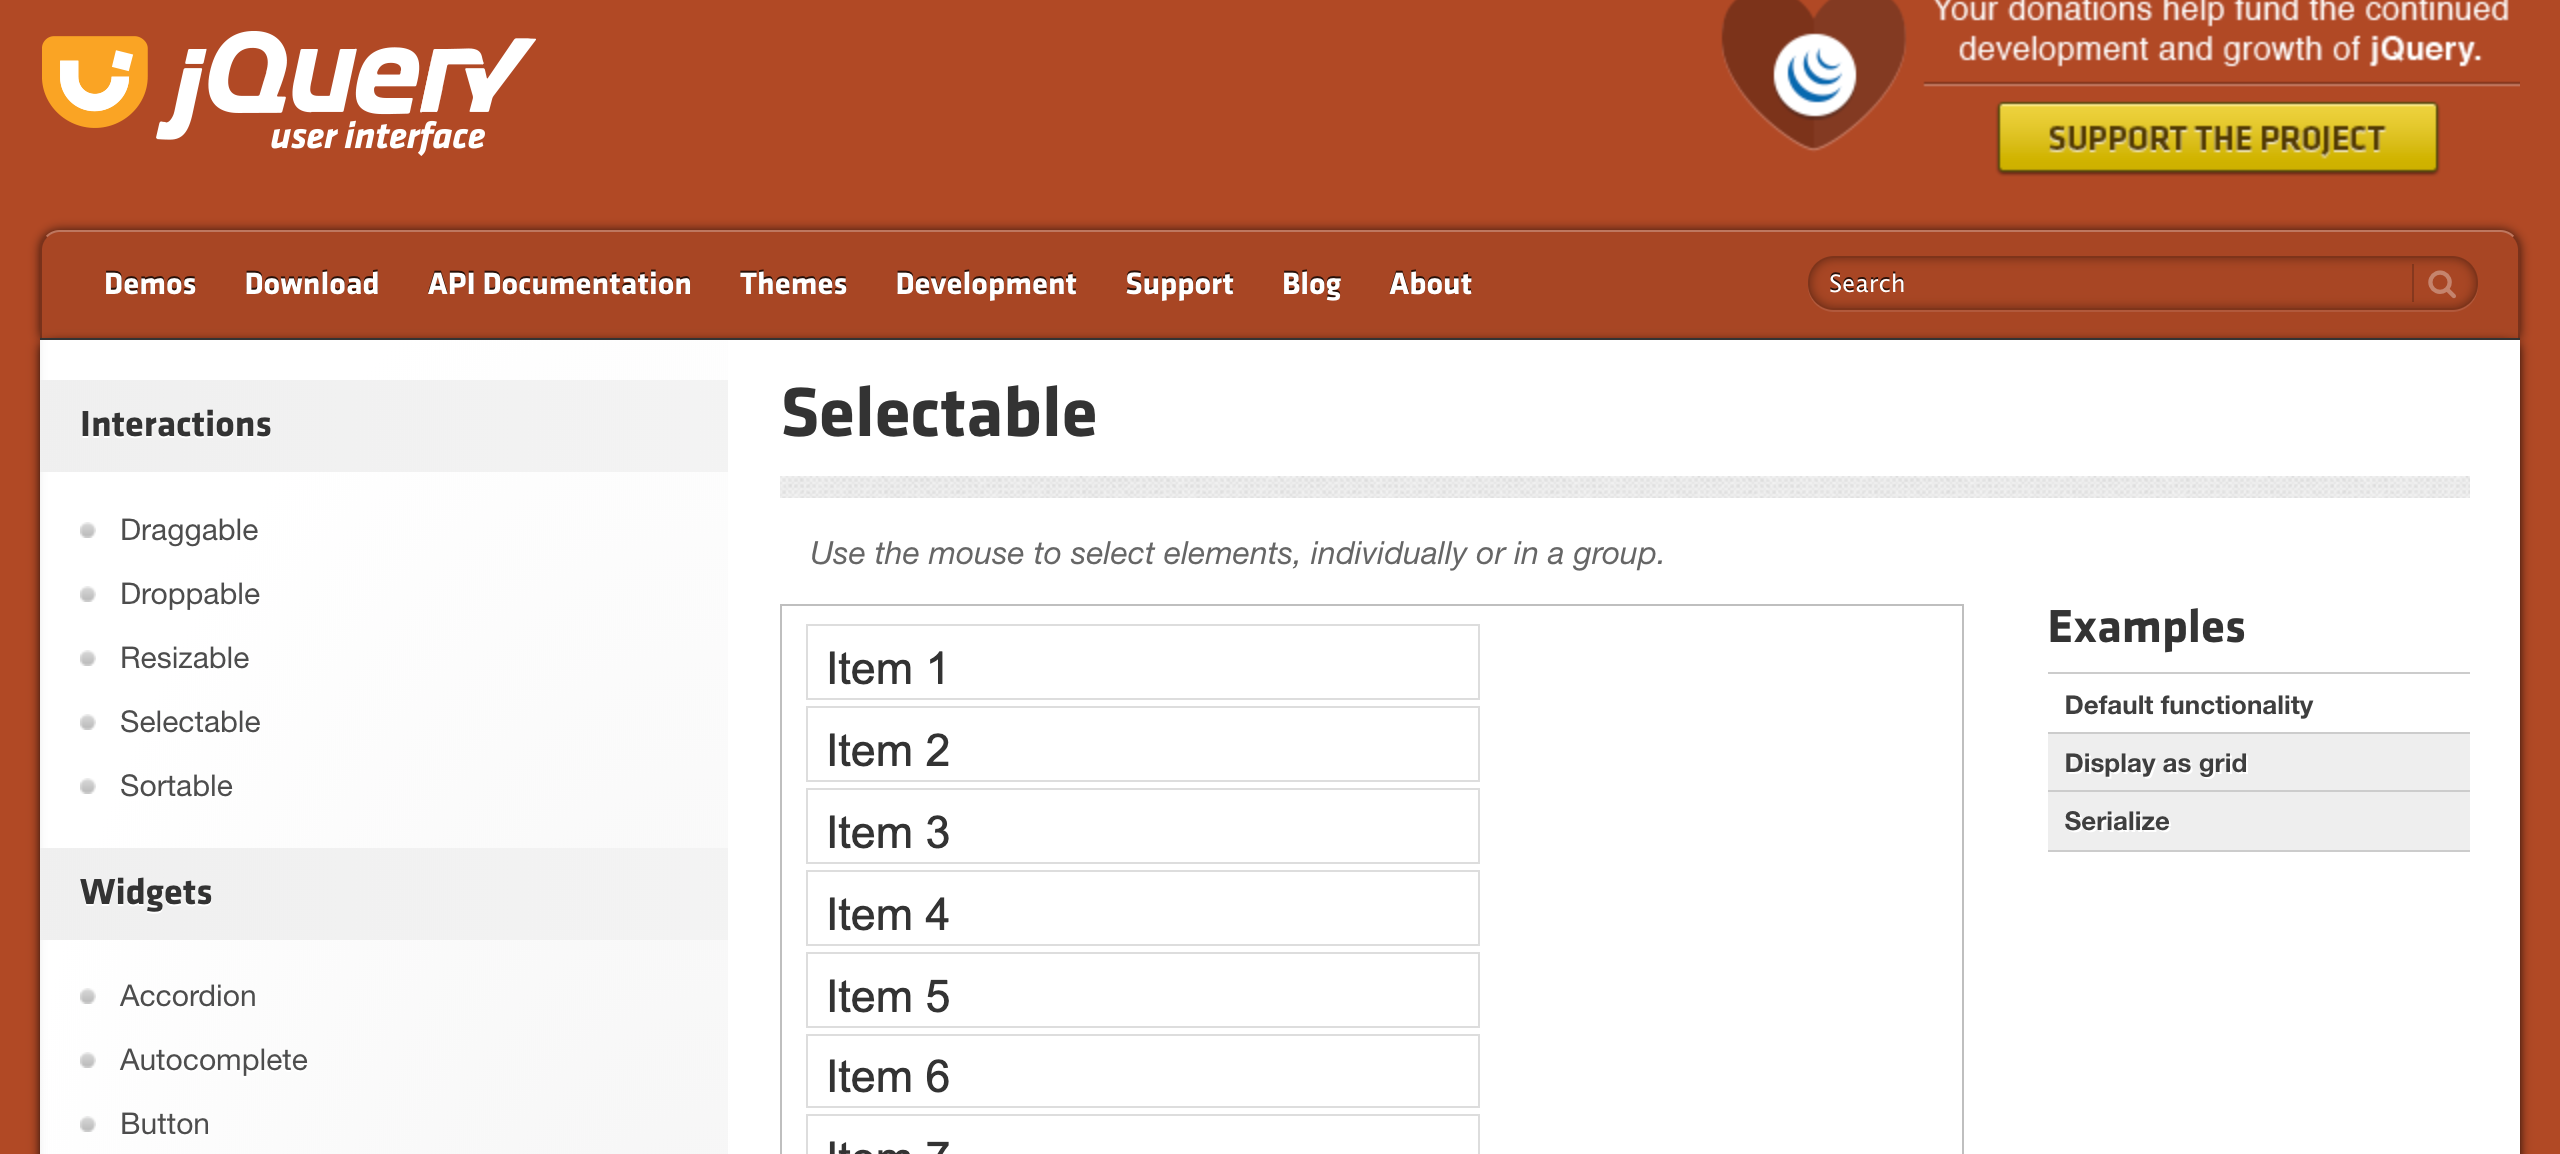 jQuery
user interface
Your donations help fund the continued
development and growth of jQuery.
SUPPORT THE PROJECT
Demos Download API Documentation Themes Development Support Blog About
Search
Interactions
Draggable
Droppable
Resizable
Selectable
Sortable
Widgets
Accordion
Autocomplete
Button
Selectable
Use the mouse to select elements, individually or in a group.
Item 1
Item 2
Item 3
Item 4
Item 5
Item 6
Item 7
Examples
Default functionality
Display as grid
Serialize